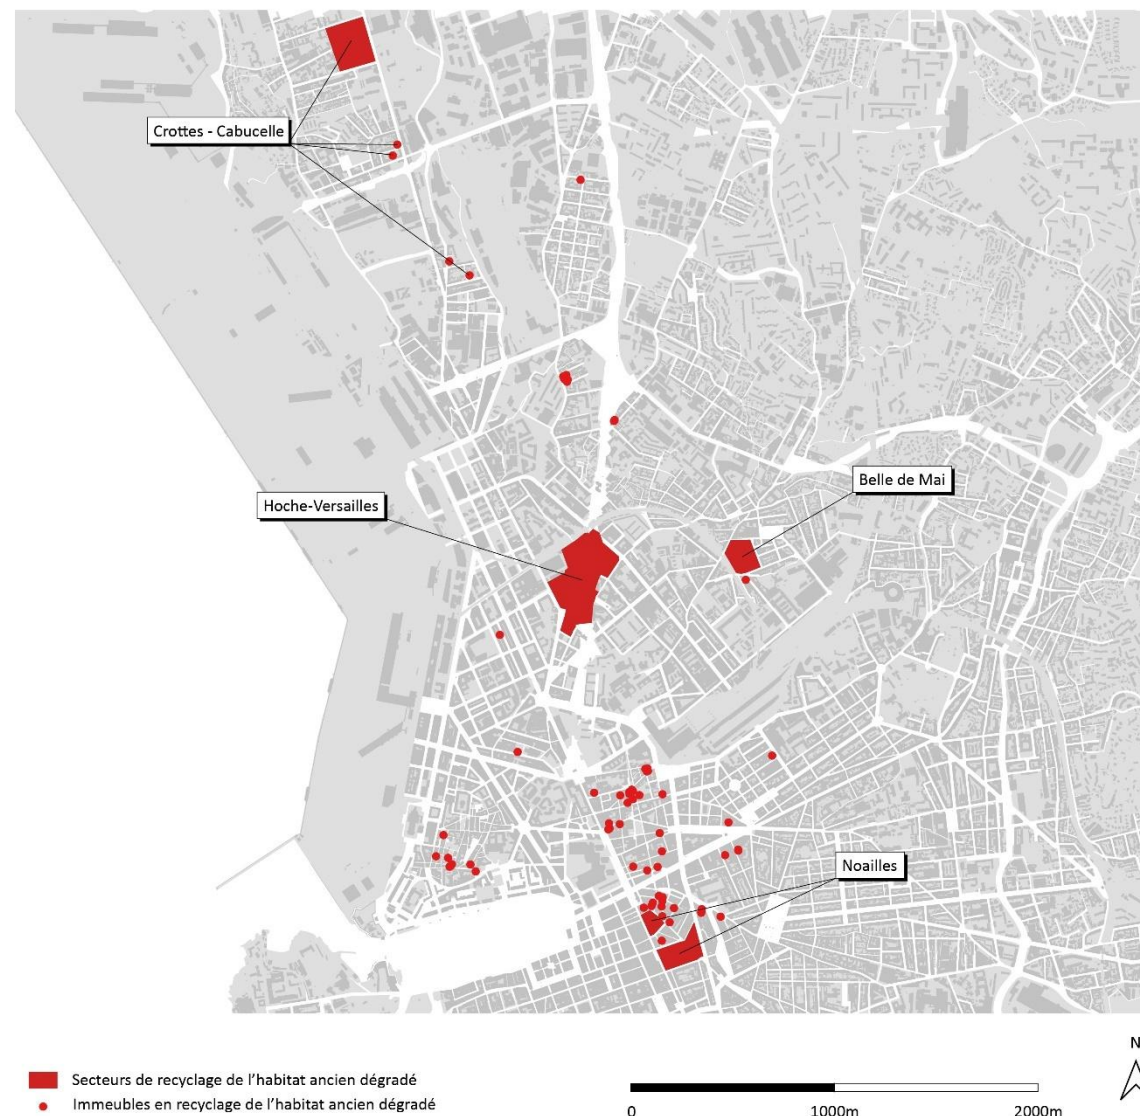 Crottes - Cabucelle
Belle de Mai
Hoche-Versailles
Noailles
N
Secteurs de recyclage de l'habitat ancien dégradé
Immeubles en recyclage de l'habitat ancien dégradé
0 1000m 2000m